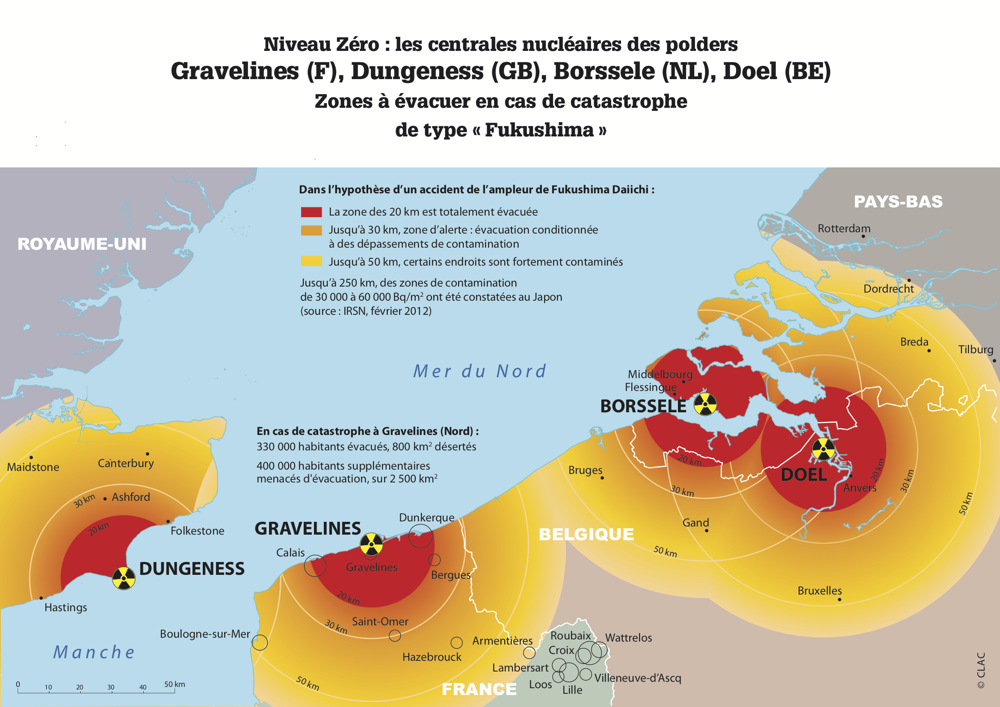 Niveau Zéro : les centrales nucléaires des polders
Gravelines (F), Dungeness (GB), Borssele (NL), Doel (BE)
Zones à évacuer en cas de catastrophe
de type « Fukushima »
Dans l’hypothèse d’un accident de l’ampleur de Fukushima Daiichi :
La zone des 20 km est totalement évacuée
Jusqu’à 30 km, zone d’alerte : évacuation conditionnée
à des dépassements de contamination
Jusqu’à 50 km, certains endroits sont fortement contaminés
Jusqu’à 250 km, des zones de contamination
de 30 000 à 60 000 Bq/m² ont été constatées au Japon
(source : IRSN, février 2012)
PAYS-BAS
Rotterdam
ROYAUME-UNI
Dordrecht
Breda
Tilburg
Mer du Nord
Middelbourg
Flessingue
BORSSELE
En cas de catastrophe à Gravelines (Nord) :
330 000 habitants évacués, 800 km² désertés
400 000 habitants supplémentaires
menacés d'évacuation, sur 2 500 km²
Maidstone
Canterbury
Bruges
20 km
DOEL
20 km
30 km
Anvers
30 km
50 km
30 km
Ashford
20 km
Folkestone
DUNGENESS
Hastings
GRAVELINES
Dunkerque
Calais
Gravelines
Bergues
20 km
BELGIQUE
Gand
50 km
Bruxelles
Saint-Omer
30 km
Boulogne-sur-Mer
Hazebrouck
Armentières
Roubaix
Wattrelos
Croix
Lambersart
Villeneuve-d’Ascq
Loos
Lille
50 km
FRANCE
Manche
0 10 20 30 40 50 km
© CLAC